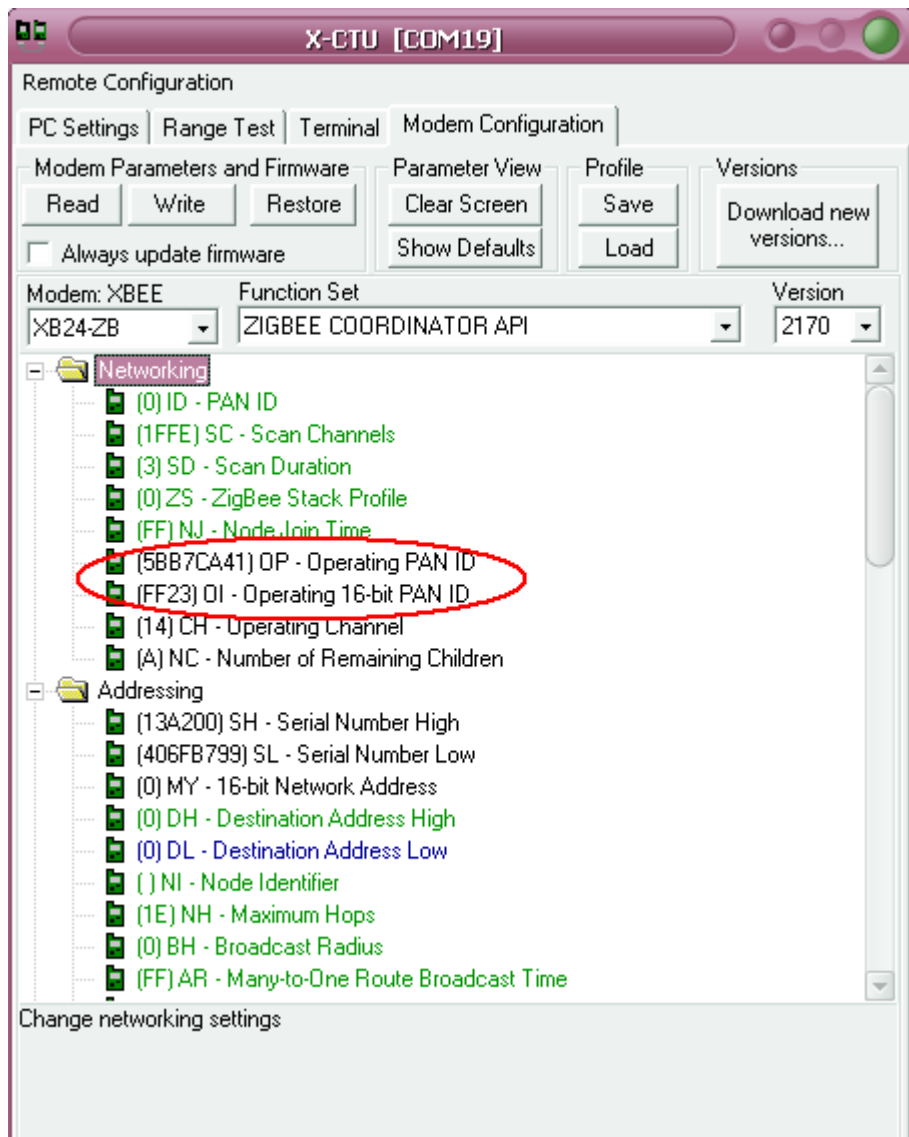 X-CTU [COM19]
Remote Configuration
PC Settings Range Test Terminal Modem Configuration
Modem Parameters and Firmware Parameter View Profile Versions
Read Write Restore Clear Screen Save Download new versions...
Always update firmware Show Defaults Load
Modem: XBEE Function Set Version
XB24-ZB ZIGBEE COORDINATOR API 2170
Networking
(0) ID - PAN ID
(1FFE) SC - Scan Channels
(3) SD - Scan Duration
(0) ZS - ZigBee Stack Profile
(FF) NJ - Node Join Time
(5BB7CA41) OP - Operating PAN ID
(FF23) OI - Operating 16-bit PAN ID
(14) CH - Operating Channel
(A) NC - Number of Remaining Children
Addressing
(13A200) SH - Serial Number High
(406FB799) SL - Serial Number Low
(0) MY - 16-bit Network Address
(0) DH - Destination Address High
(0) DL - Destination Address Low
( ) NI - Node Identifier
(1E) NH - Maximum Hops
(0) BH - Broadcast Radius
(FF) AR - Many-to-One Route Broadcast Time
Change networking settings